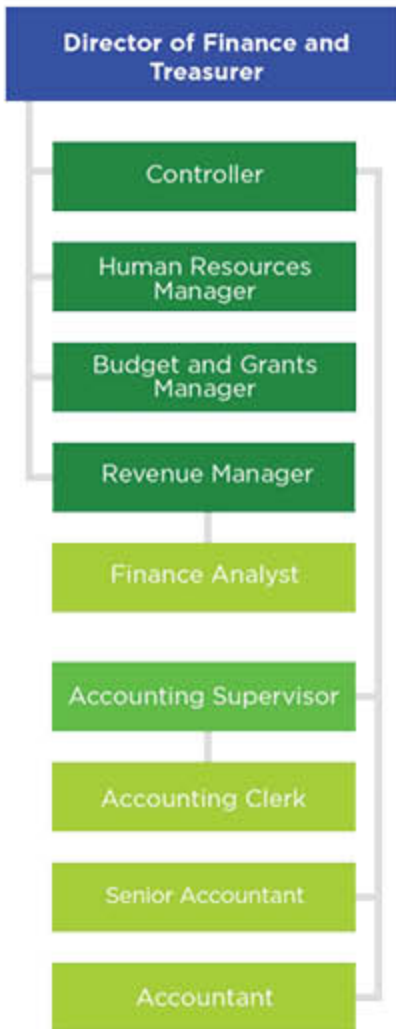 Director of Finance and
Treasurer
Controller
Human Resources
Manager
Budget and Grants
Manager
Revenue Manager
Finance Analyst
Accounting Supervisor
Accounting Clerk
Senior Accountant
Accountant